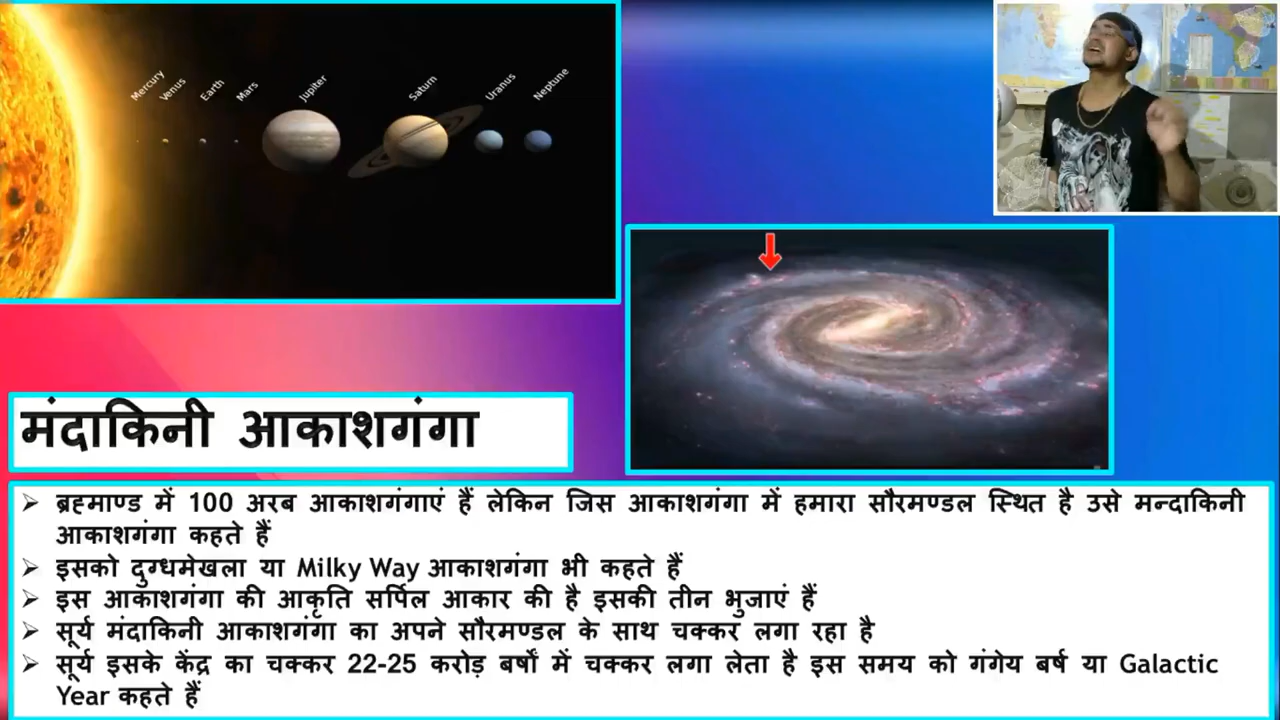 Mercury
Venus
Earth
Mars
Jupiter
Saturn
Uranus
Neptune
मंदाकिनी आकाशगंगा
➢ ब्रह्माण्ड में 100 अरब आकाशगंगाएं हैं लेकिन जिस आकाशगंगा में हमारा सौरमण्डल स्थित है उसे मन्दाकिनी
आकाशगंगा कहते हैं
➢ इसको दुग्धमेखला या Milky Way आकाशगंगा भी कहते हैं
➢ इस आकाशगंगा की आकृति सर्पिल आकार की है इसकी तीन भुजाएं हैं
➢ सूर्य मंदाकिनी आकाशगंगा का अपने सौरमण्डल के साथ चक्कर लगा रहा है
➢ सूर्य इसके केंद्र का चक्कर 22-25 करोड़ बर्षों में चक्कर लगा लेता है इस समय को गंगेय बर्ष या Galactic
Year कहते हैं